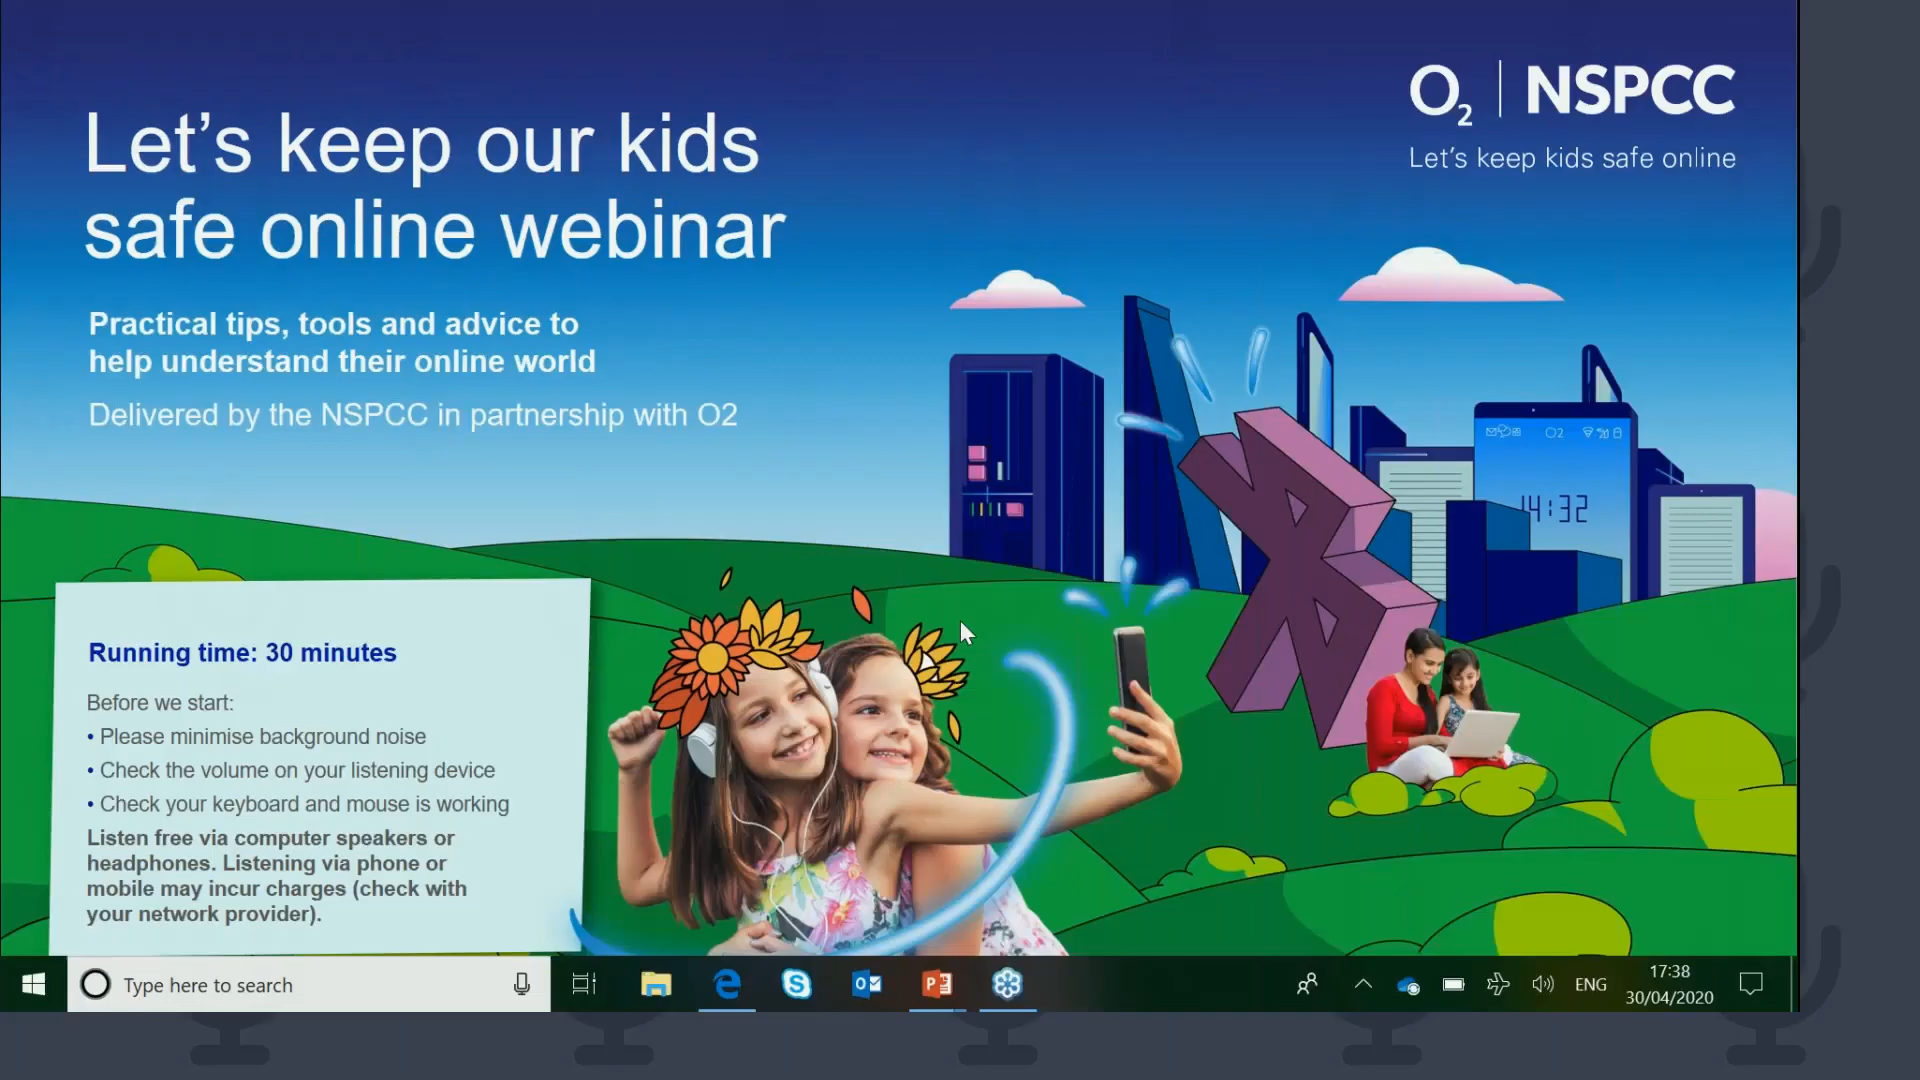 O2 | NSPCC
Let's keep kids safe online
Let's keep our kids
safe online webinar
Practical tips, tools and advice to
help understand their online world
Delivered by the NSPCC in partnership with O2
O2
14:32
Running time: 30 minutes
Before we start:
• Please minimise background noise
• Check the volume on your listening device
• Check your keyboard and mouse is working
Listen free via computer speakers or
headphones. Listening via phone or
mobile may incur charges (check with
your network provider).
Type here to search
ENG
17:38
30/04/2020